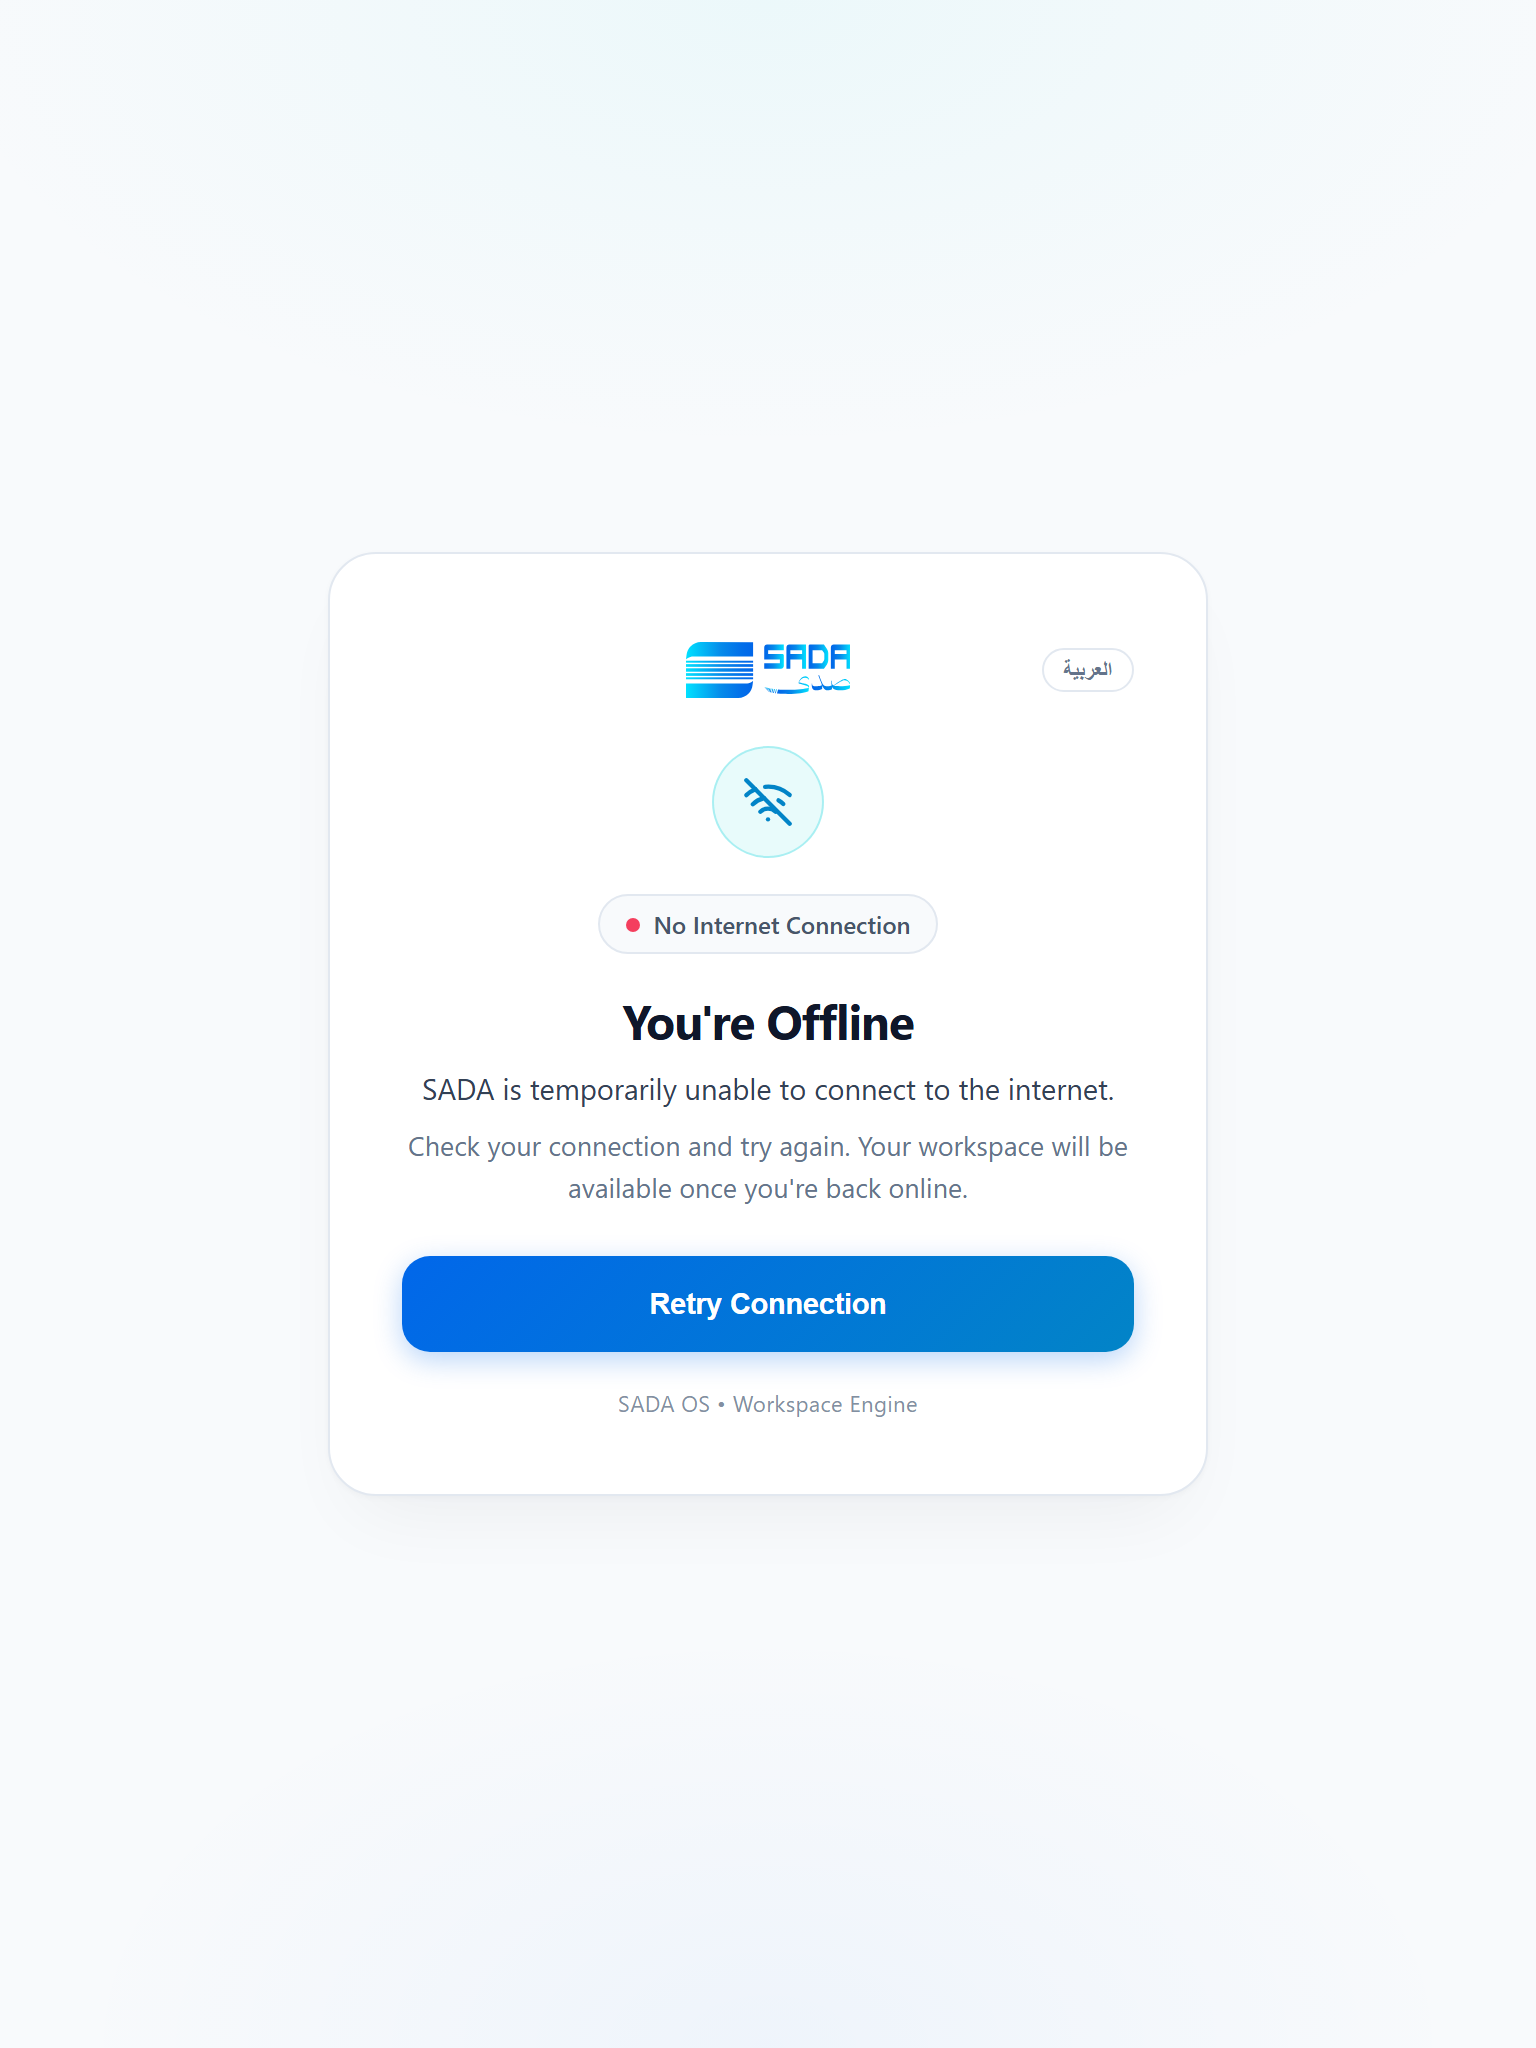 SADA
صدى
العربية
No Internet Connection
You're Offline
SADA is temporarily unable to connect to the internet.
Check your connection and try again. Your workspace will be
available once you're back online.
Retry Connection
SADA OS • Workspace Engine